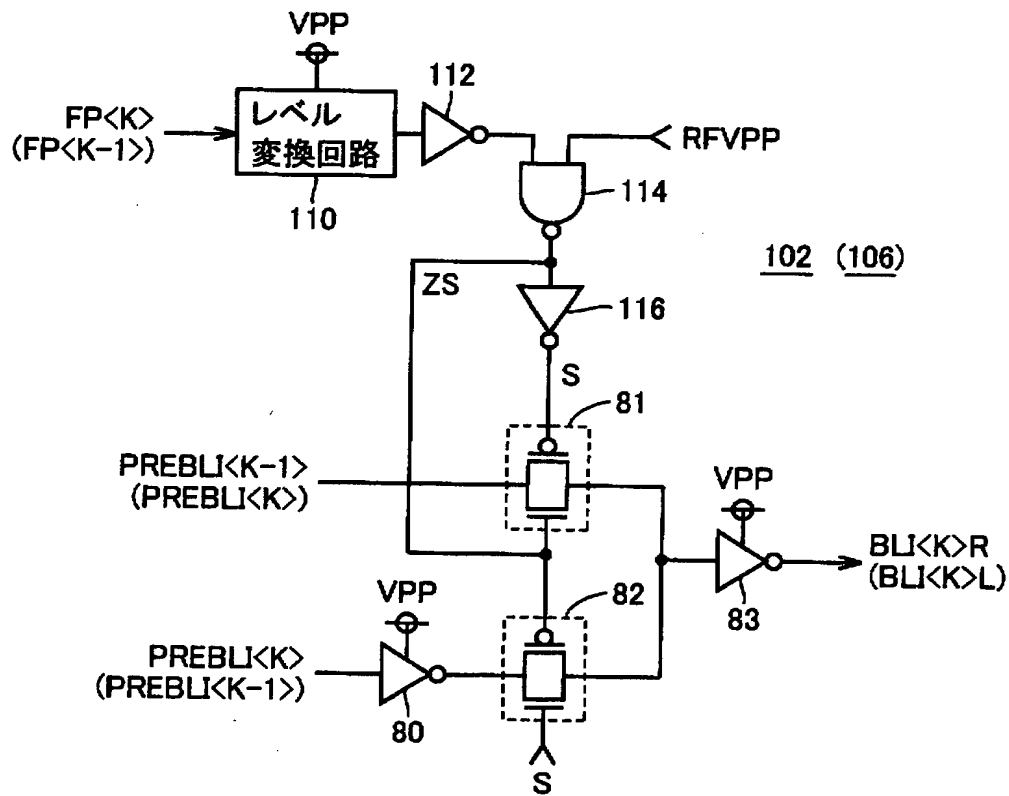 VPP
112
FP<K>
(FP<K-1>)
レベル
変換回路
RFVPP
110
114
102 (106)
ZS
116
S
81
PREBLI<K-1>
(PREBLI<K>)
VPP
BLI<K>R
(BLI<K>L)
83
82
VPP
PREBLI<K>
(PREBLI<K-1>)
80
S